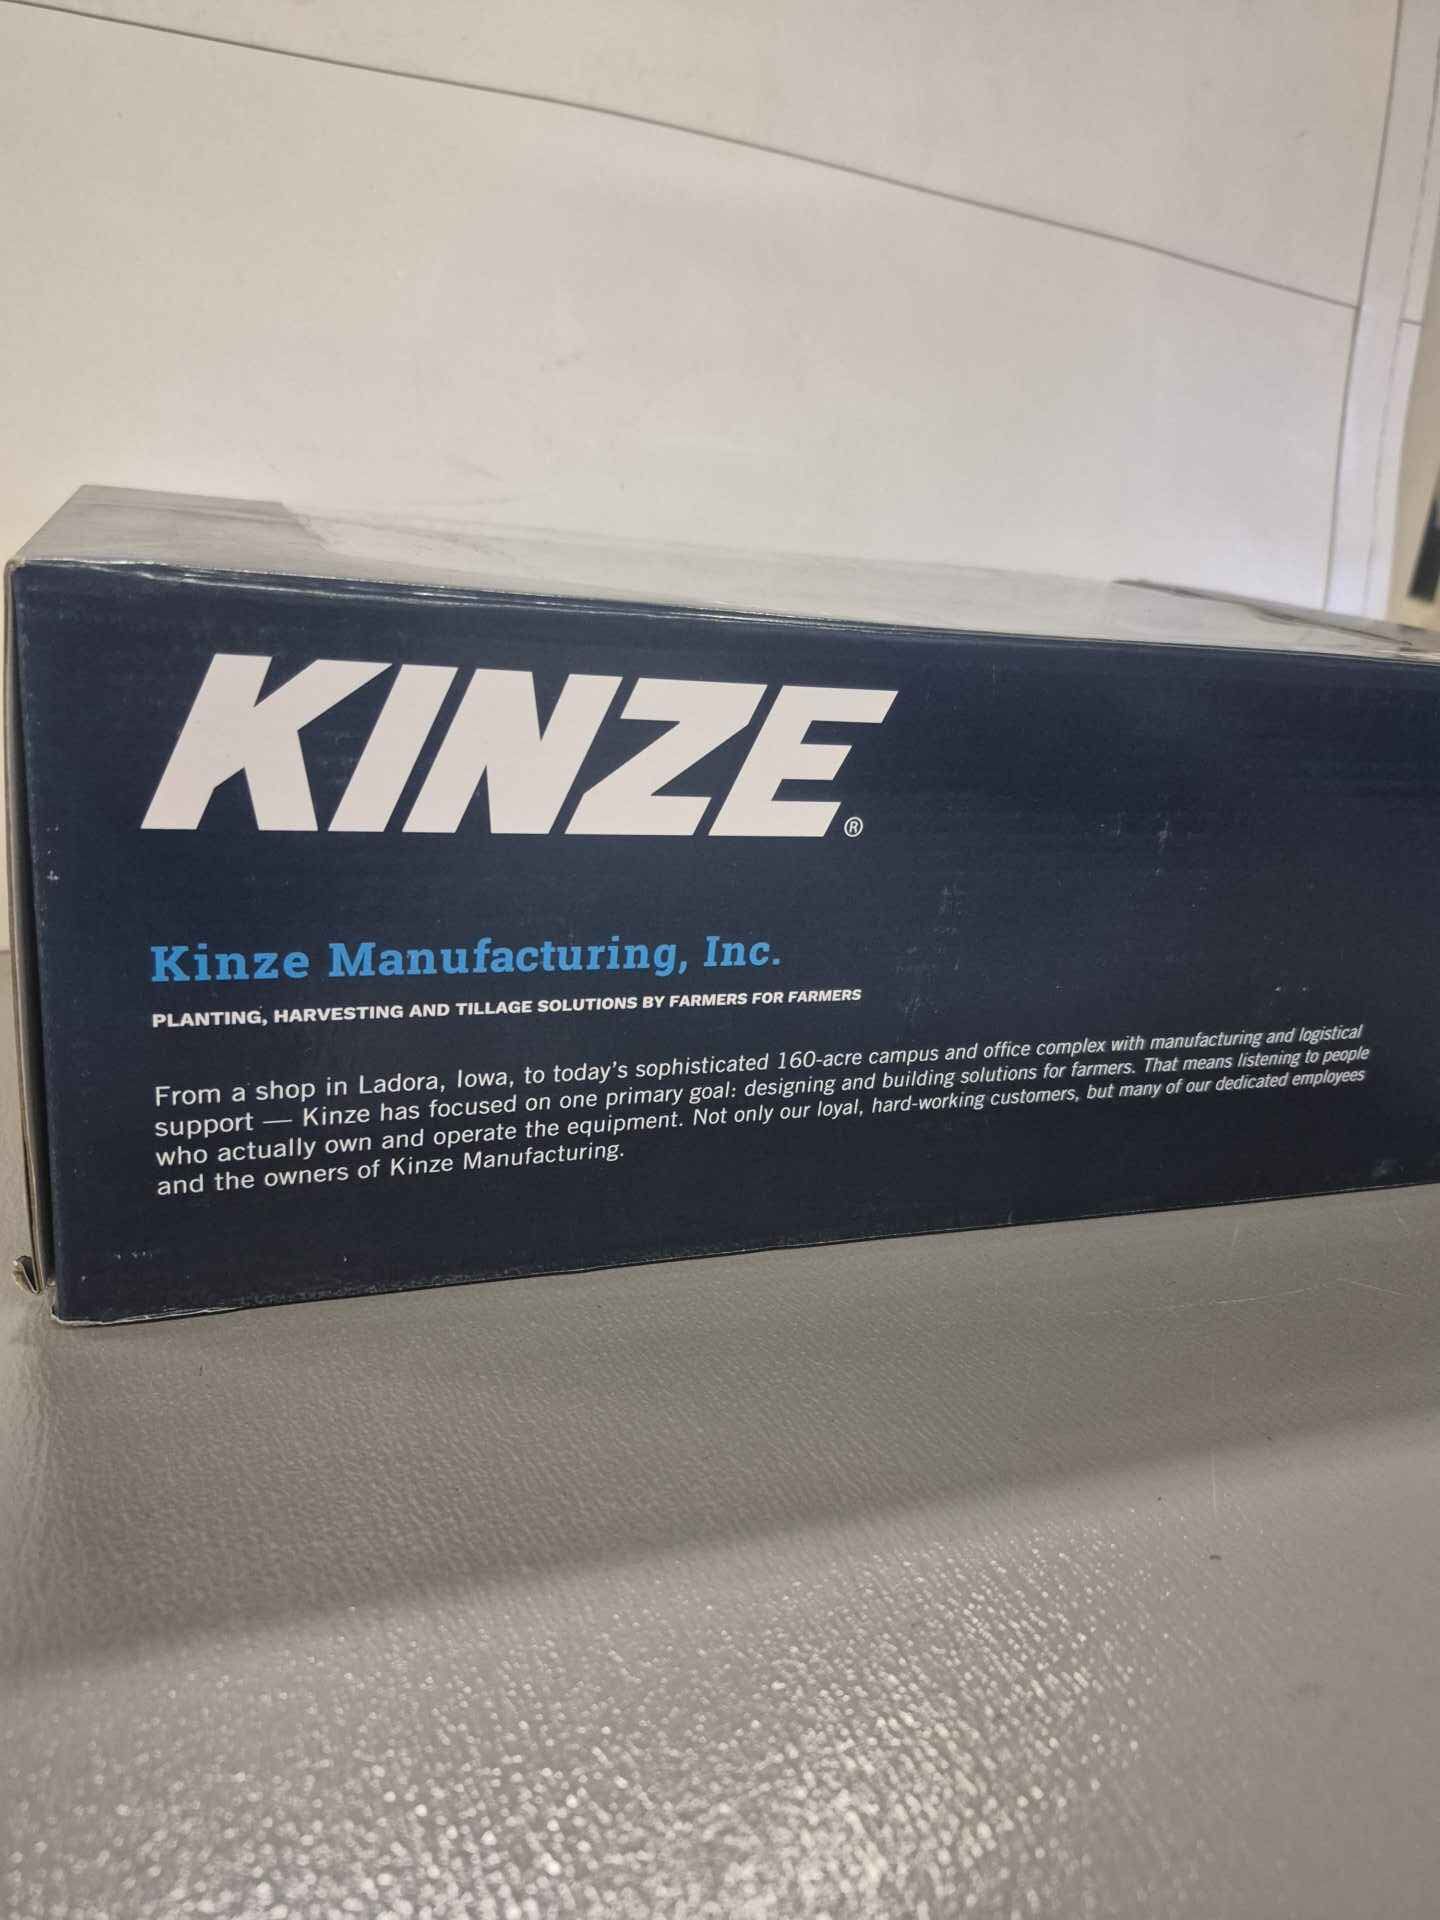 KINZE®
Kinze Manufacturing, Inc.
PLANTING, HARVESTING AND TILLAGE SOLUTIONS BY FARMERS FOR FARMERS
From a shop in Ladora, Iowa, to today's sophisticated 160-acre campus and office complex with manufacturing and logistical
support — Kinze has focused on one primary goal: designing and building solutions for farmers. That means listening to people
who actually own and operate the equipment. Not only our loyal, hard-working customers, but many of our dedicated employees
and the owners of Kinze Manufacturing.